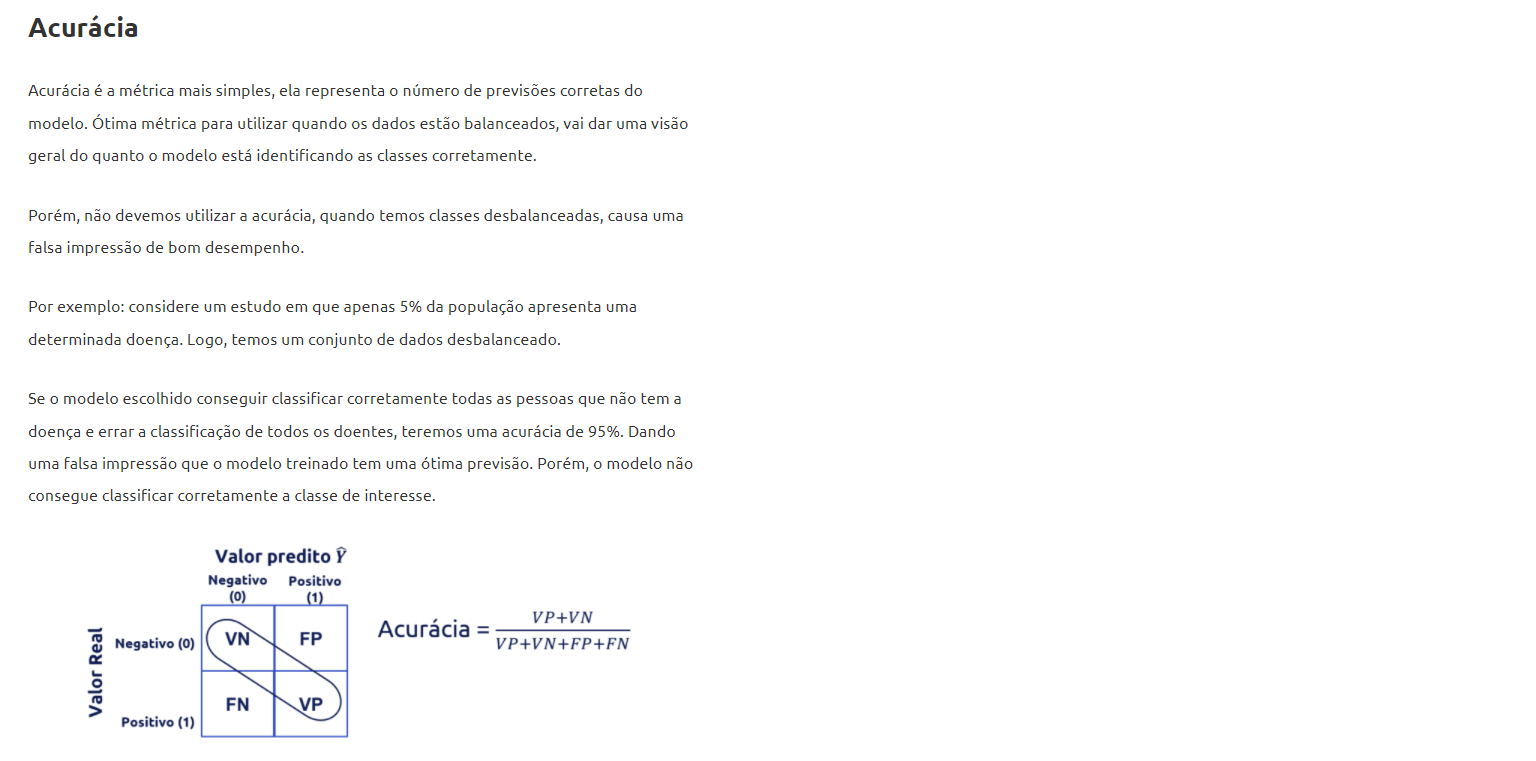 Acurácia
Acurácia é a métrica mais simples, ela representa o número de previsões corretas do
modelo. Ótima métrica para utilizar quando os dados estão balanceados, vai dar uma visão
geral do quanto o modelo está identificando as classes corretamente.
Porém, não devemos utilizar a acurácia, quando temos classes desbalanceadas, causa uma
falsa impressão de bom desempenho.
Por exemplo: considere um estudo em que apenas 5% da população apresenta uma
determinada doença. Logo, temos um conjunto de dados desbalanceado.
Se o modelo escolhido conseguir classificar corretamente todas as pessoas que não tem a
doença e errar a classificação de todos os doentes, teremos uma acurácia de 95%. Dando
uma falsa impressão que o modelo treinado tem uma ótima previsão. Porém, o modelo não
consegue classificar corretamente a classe de interesse.
Valor predito Ŷ
Negativo Positivo
(0) (1)
Valor Real
Negativo (0) VN FP
Positivo (1) FN VP
Acurácia =
VP+VN
VP+VN+FP+FN